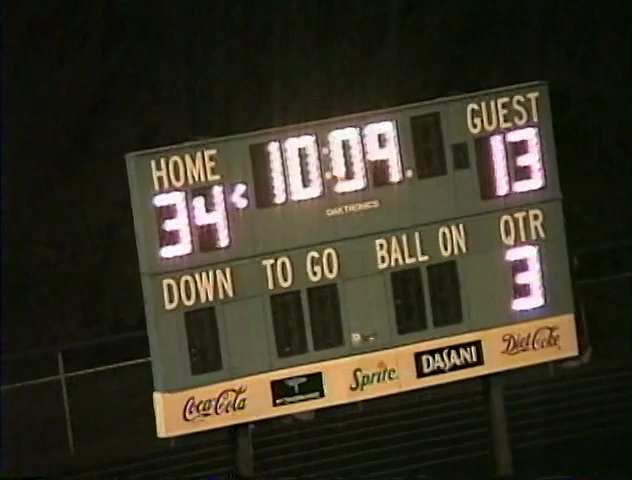 HOME 10:09. GUEST
34 13
DAKTRONICS
DOWN TO GO BALL ON QTR
3
Coca-Cola Sprite DASANI Diet Coke